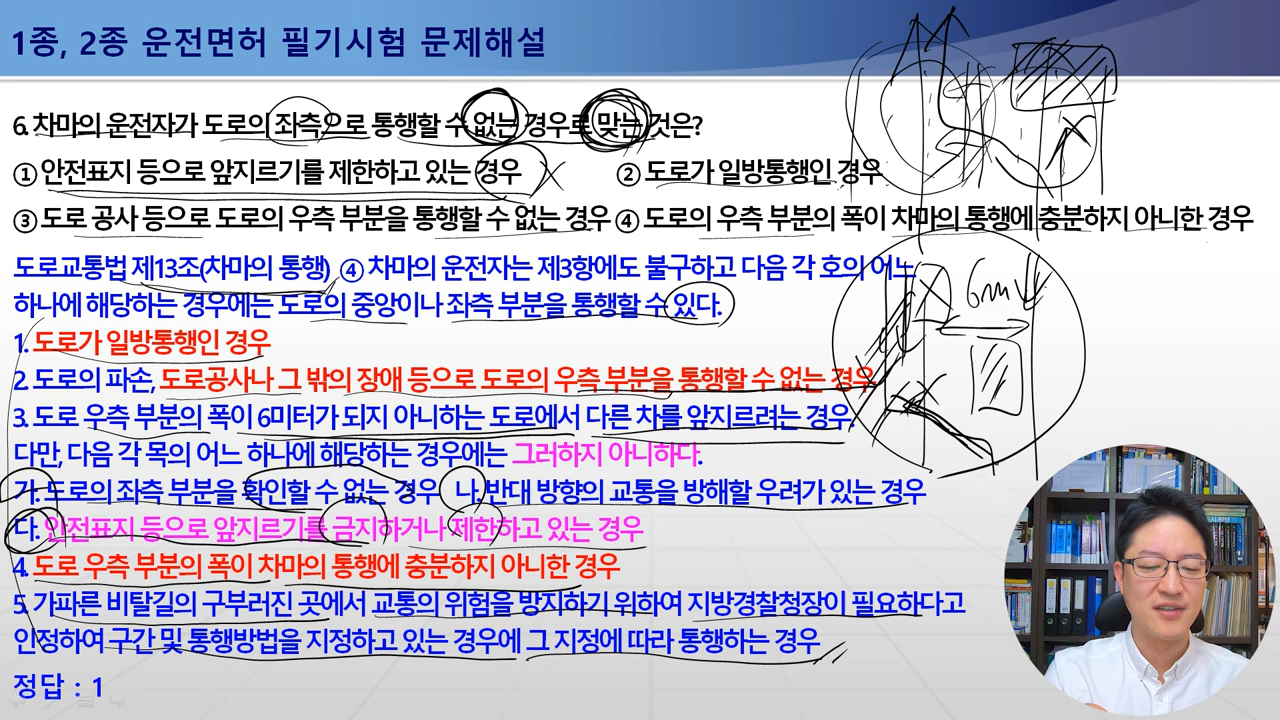 1종, 2종 운전면허 필기시험 문제해설
6. 차마의 운전자가 도로의 좌측으로 통행할 수 없는 경우로 맞는 것은?
① 안전표지 등으로 앞지르기를 제한하고 있는 경우 ② 도로가 일방통행인 경우
③ 도로 공사 등으로 도로의 우측 부분을 통행할 수 없는 경우 ④ 도로의 우측 부분의 폭이 차마의 통행에 충분하지 아니한 경우
도로교통법 제13조(차마의 통행) ④ 차마의 운전자는 제3항에도 불구하고 다음 각 호의 어느
하나에 해당하는 경우에는 도로의 중앙이나 좌측 부분을 통행할 수 있다.
6m
1. 도로가 일방통행인 경우
2. 도로의 파손, 도로공사나 그 밖의 장애 등으로 도로의 우측 부분을 통행할 수 없는 경우
3. 도로 우측 부분의 폭이 6미터가 되지 아니하는 도로에서 다른 차를 앞지르려는 경우.
다만, 다음 각 목의 어느 하나에 해당하는 경우에는 그러하지 아니하다.
가. 도로의 좌측 부분을 확인할 수 없는 경우 나. 반대 방향의 교통을 방해할 우려가 있는 경우
다. 안전표지 등으로 앞지르기를 금지하거나 제한하고 있는 경우
4. 도로 우측 부분의 폭이 차마의 통행에 충분하지 아니한 경우
5. 가파른 비탈길의 구부러진 곳에서 교통의 위험을 방지하기 위하여 지방경찰청장이 필요하다고
인정하여 구간 및 통행방법을 지정하고 있는 경우에 그 지정에 따라 통행하는 경우
정답 : 1